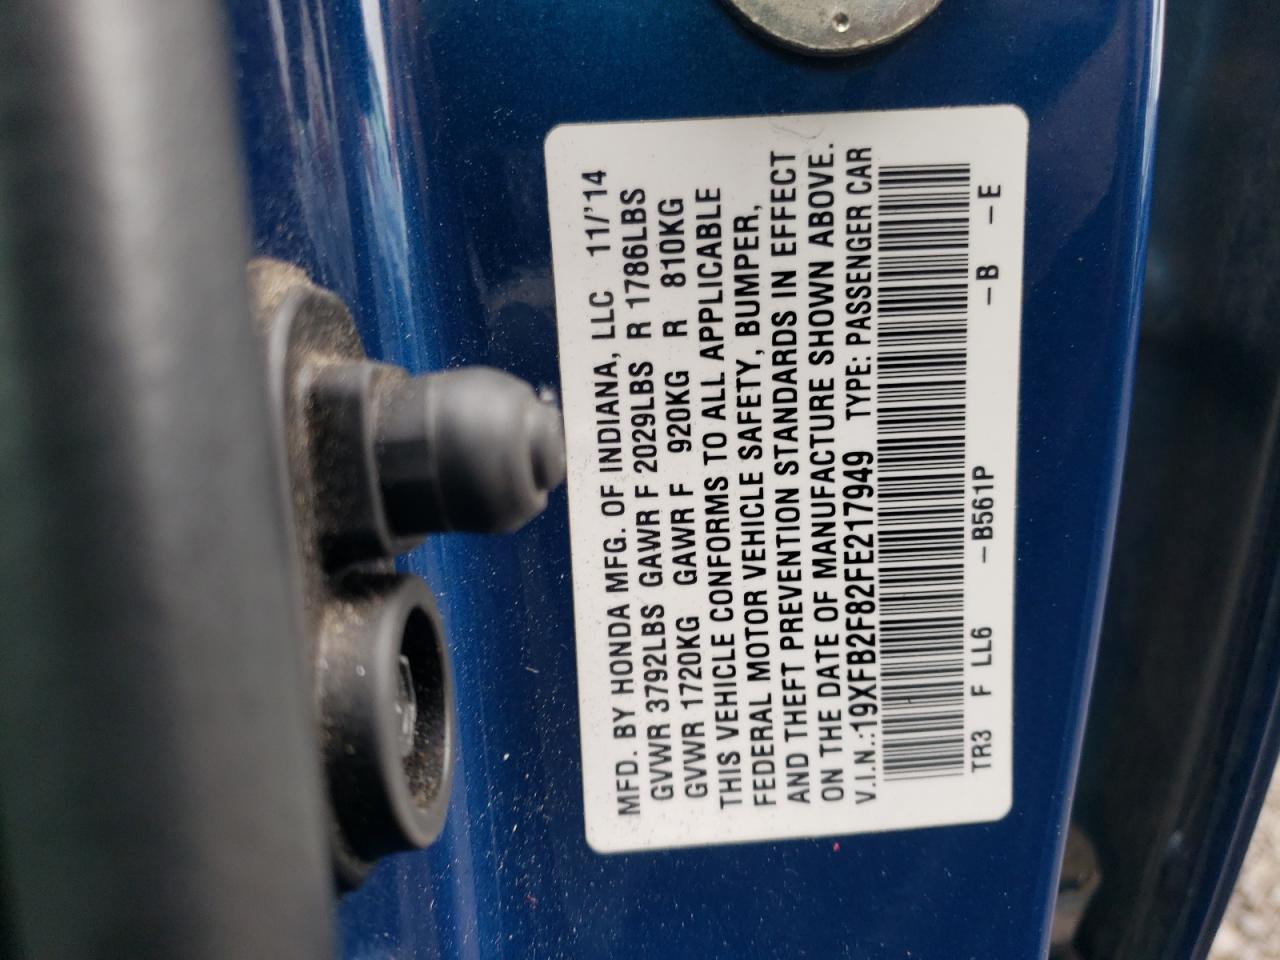 MFD. BY HONDA MFG. OF INDIANA, LLC 11/'14
GVWR 3792LBS GAWR F 2029LBS R 1786LBS
GVWR 1720KG GAWR F 920KG R 810KG
THIS VEHICLE CONFORMS TO ALL APPLICABLE
FEDERAL MOTOR VEHICLE SAFETY, BUMPER,
AND THEFT PREVENTION STANDARDS IN EFFECT
ON THE DATE OF MANUFACTURE SHOWN ABOVE.
V.I.N.:19XFB2F82FE217949 TYPE: PASSENGER CAR
TR3 F LL6 -B561P -B -E